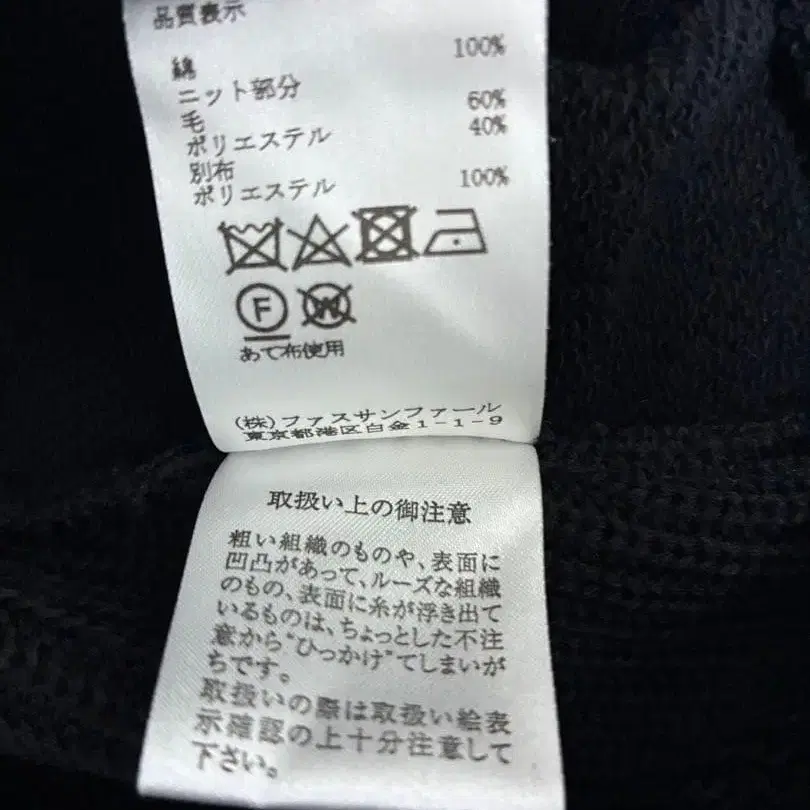 品質表示
綿 100%
ニット部分
毛 60%
ポリエステル 40%
別布
ポリエステル 100%
F W
あて布使用
(株)ファスサンファール
東京都港区白金1-1-9
取扱い上の御注意
粗い組織のものや、表面に
凹凸があって、ルーズな組織
のもの、表面に糸が浮き出て
いるものは、ちょっとした不注
意から"ひっかけ"てしまいが
ちです。
取扱いの際は取扱い絵表
示確認の上十分注意して
下さい。